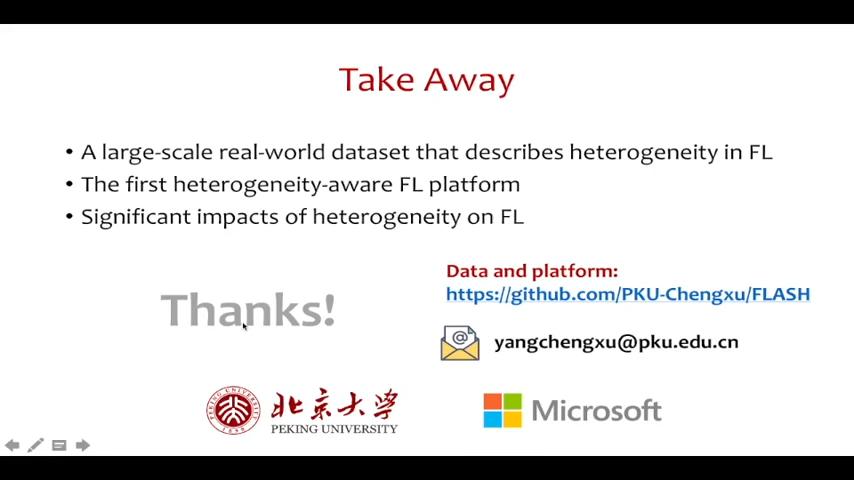 Take Away
• A large-scale real-world dataset that describes heterogeneity in FL
• The first heterogeneity-aware FL platform
• Significant impacts of heterogeneity on FL
Data and platform:
https://github.com/PKU-Chengxu/FLASH
Thanks!
@
yangchengxu@pku.edu.cn
北京大学
PEKING UNIVERSITY
Microsoft